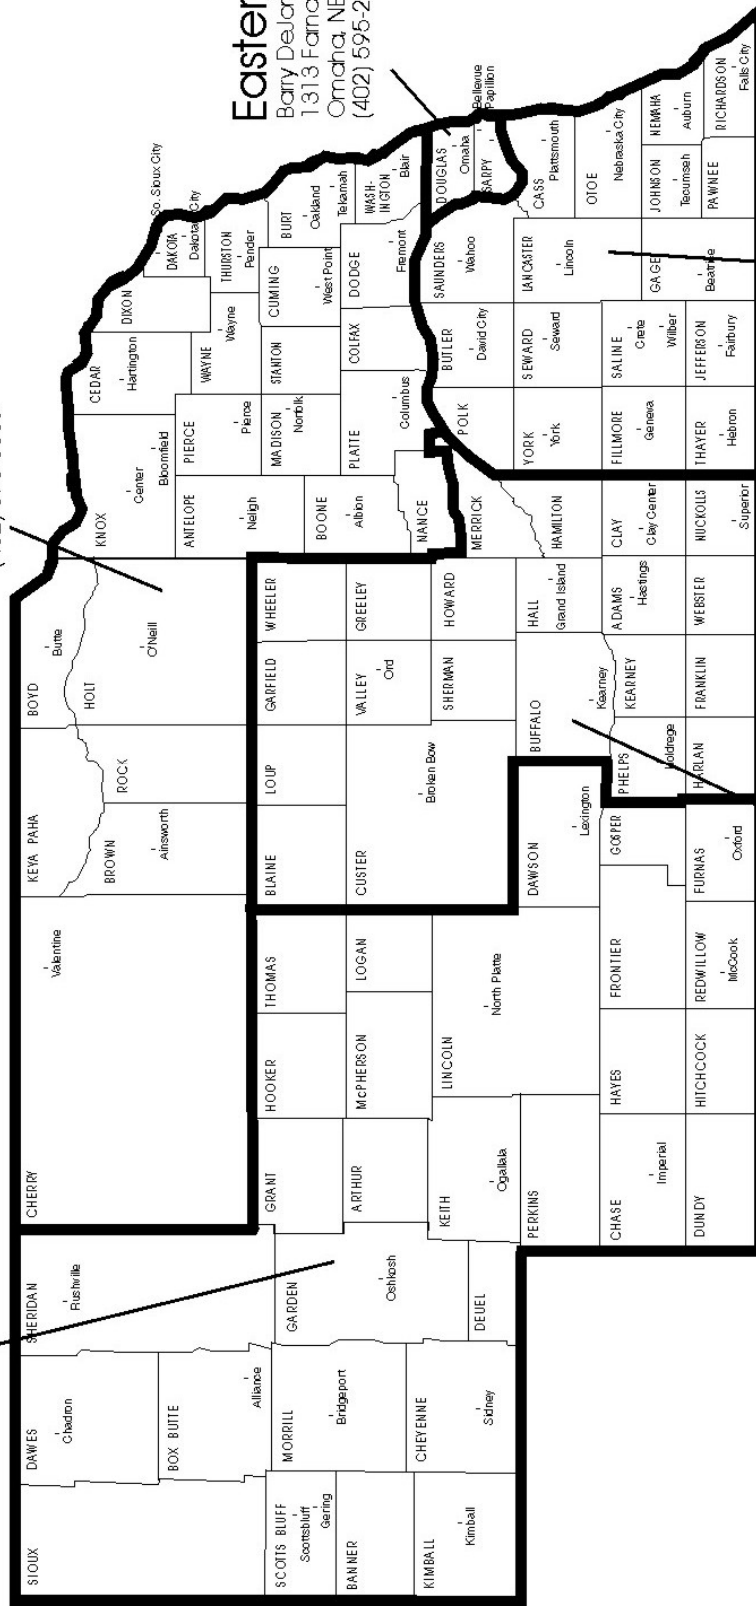 Easter
Barry DeJar
1313 Farna
Omaha, NE
(402) 595-2
SIOUX
DAWES
Chadron
SHERIDAN
Rushville
CHERRY
Valentine
KEYA PAHA
BOYD
Butte
BROWN
Ainsworth
ROCK
HOLT
O'Neill
KNOX
Center
Bloomfield
CEDAR
Hartington
DIXON
DAKOTA
Dakota City
So. Sioux City
BOX BUTTE
Alliance
ANTELOPE
Neligh
PIERCE
Pierce
WAYNE
Wayne
THURSTON
Pender
SCOTTS BLUFF
Scottsbluff
Gering
MORRILL
Bridgeport
GARDEN
Oshkosh
GRANT
HOOKER
THOMAS
BLAINE
LOUP
GARFIELD
WHEELER
BOONE
Albion
MADISON
Norfolk
STANTON
CUMING
West Point
BURT
Oakland
Tekamah
BANNER
ARTHUR
McPHERSON
LOGAN
CUSTER
Broken Bow
VALLEY
Ord
GREELEY
NANCE
PLATTE
Columbus
COLFAX
DODGE
Fremont
WASH-
INGTON
Blair
KIMBALL
Kimball
CHEYENNE
Sidney
DEUEL
KEITH
Ogallala
LINCOLN
North Platte
SHERMAN
HOWARD
MERRICK
POLK
BUTLER
David City
SAUNDERS
Wahoo
DOUGLAS
Omaha
SARPY
Bellevue
Papillion
PERKINS
DAWSON
Lexington
BUFFALO
Kearney
HALL
Grand Island
HAMILTON
YORK
York
SEWARD
Seward
LANCASTER
Lincoln
CASS
Plattsmouth
CHASE
Imperial
HAYES
FRONTIER
GOSPER
PHELPS
Holdrege
KEARNEY
ADAMS
Hastings
CLAY
Clay Center
FILLMORE
Geneva
SALINE
Crete
Wilber
GAGE
Beatrice
OTOE
Nebraska City
JOHNSON
Tecumseh
NEMAHA
Auburn
DUNDY
HITCHCOCK
REDWILLOW
McCook
FURNAS
Oxford
HARLAN
FRANKLIN
WEBSTER
NUCKOLLS
Superior
THAYER
Hebron
JEFFERSON
Fairbury
PAWNEE
RICHARDSON
Falls City